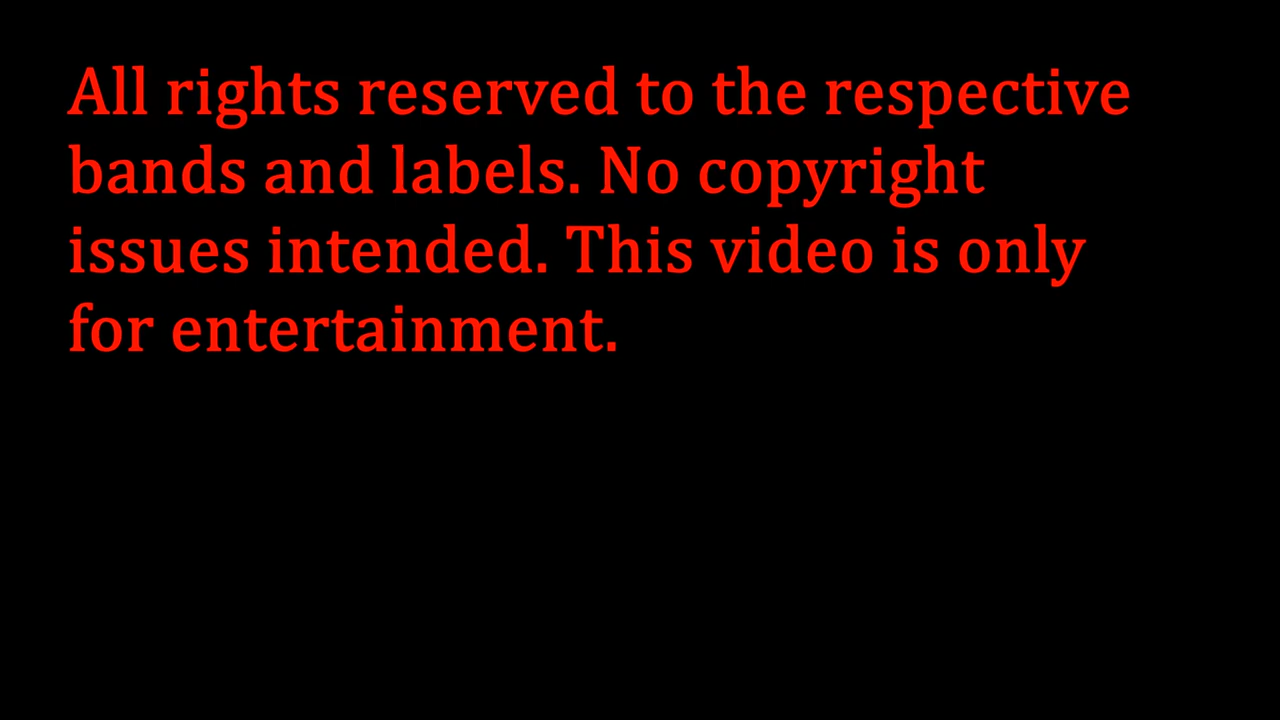 All rights reserved to the respective
bands and labels. No copyright
issues intended. This video is only
for entertainment.